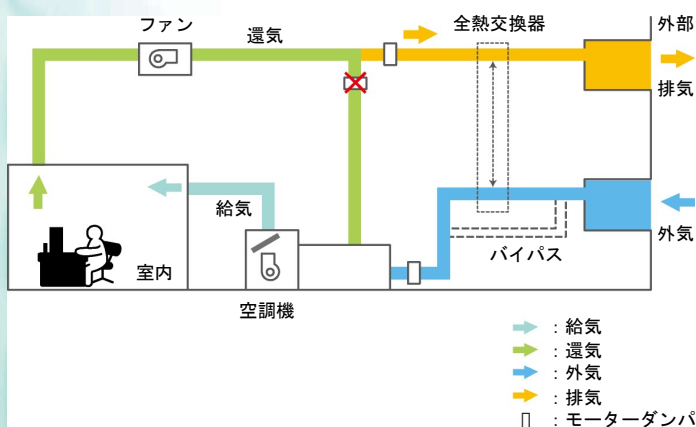 ファン
還気
全熱交換器
外部
排気
給気
室内
バイパス
外気
空調機
：給気
：還気
：外気
：排気
：モーターダンパ